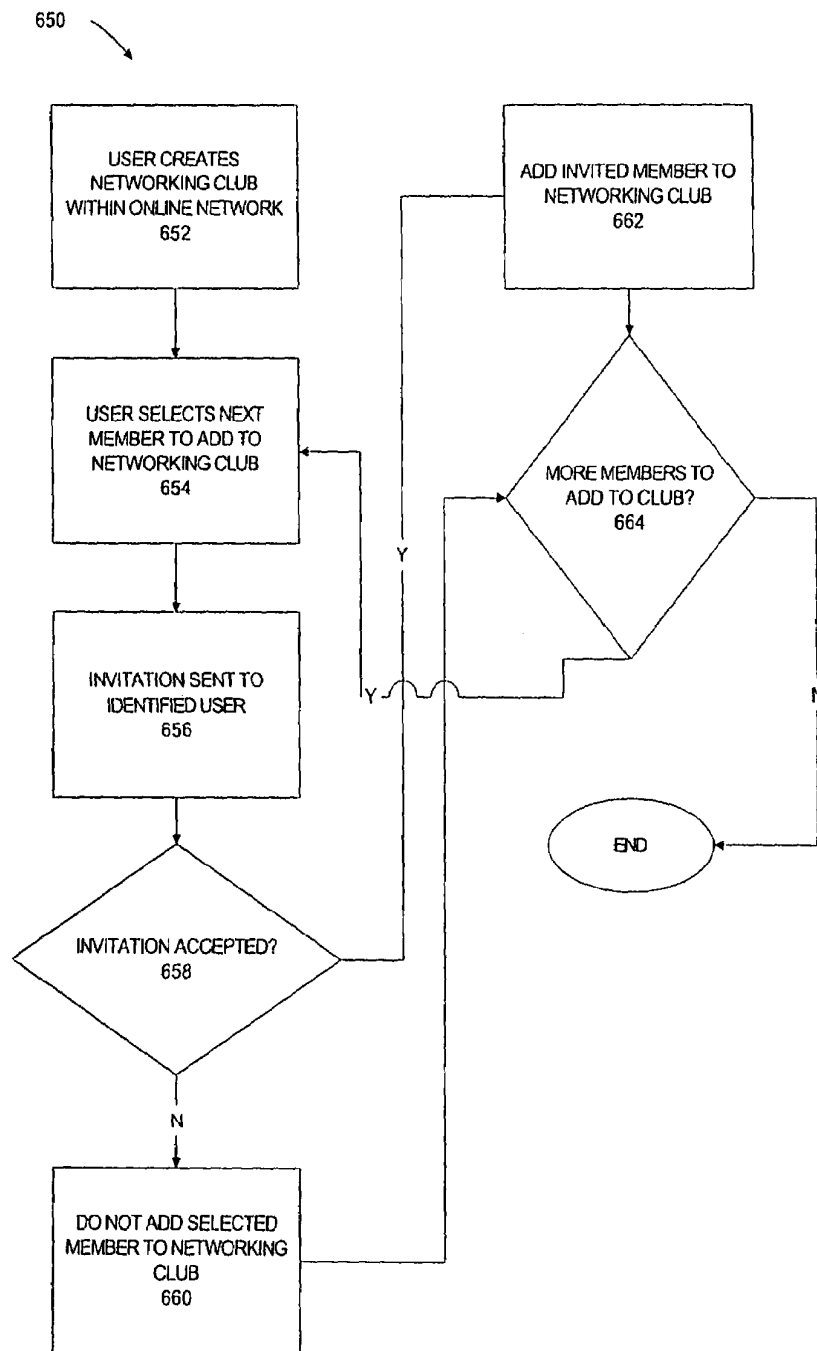 650
USER CREATES
NETWORKING CLUB
WITHIN ONLINE NETWORK
652
USER SELECTS NEXT
MEMBER TO ADD TO
NETWORKING CLUB
654
INVITATION SENT TO
IDENTIFIED USER
656
INVITATION ACCEPTED?
658
N
DO NOT ADD SELECTED
MEMBER TO NETWORKING
CLUB
660
Y
ADD INVITED MEMBER TO
NETWORKING CLUB
662
MORE MEMBERS TO
ADD TO CLUB?
664
Y
N
END